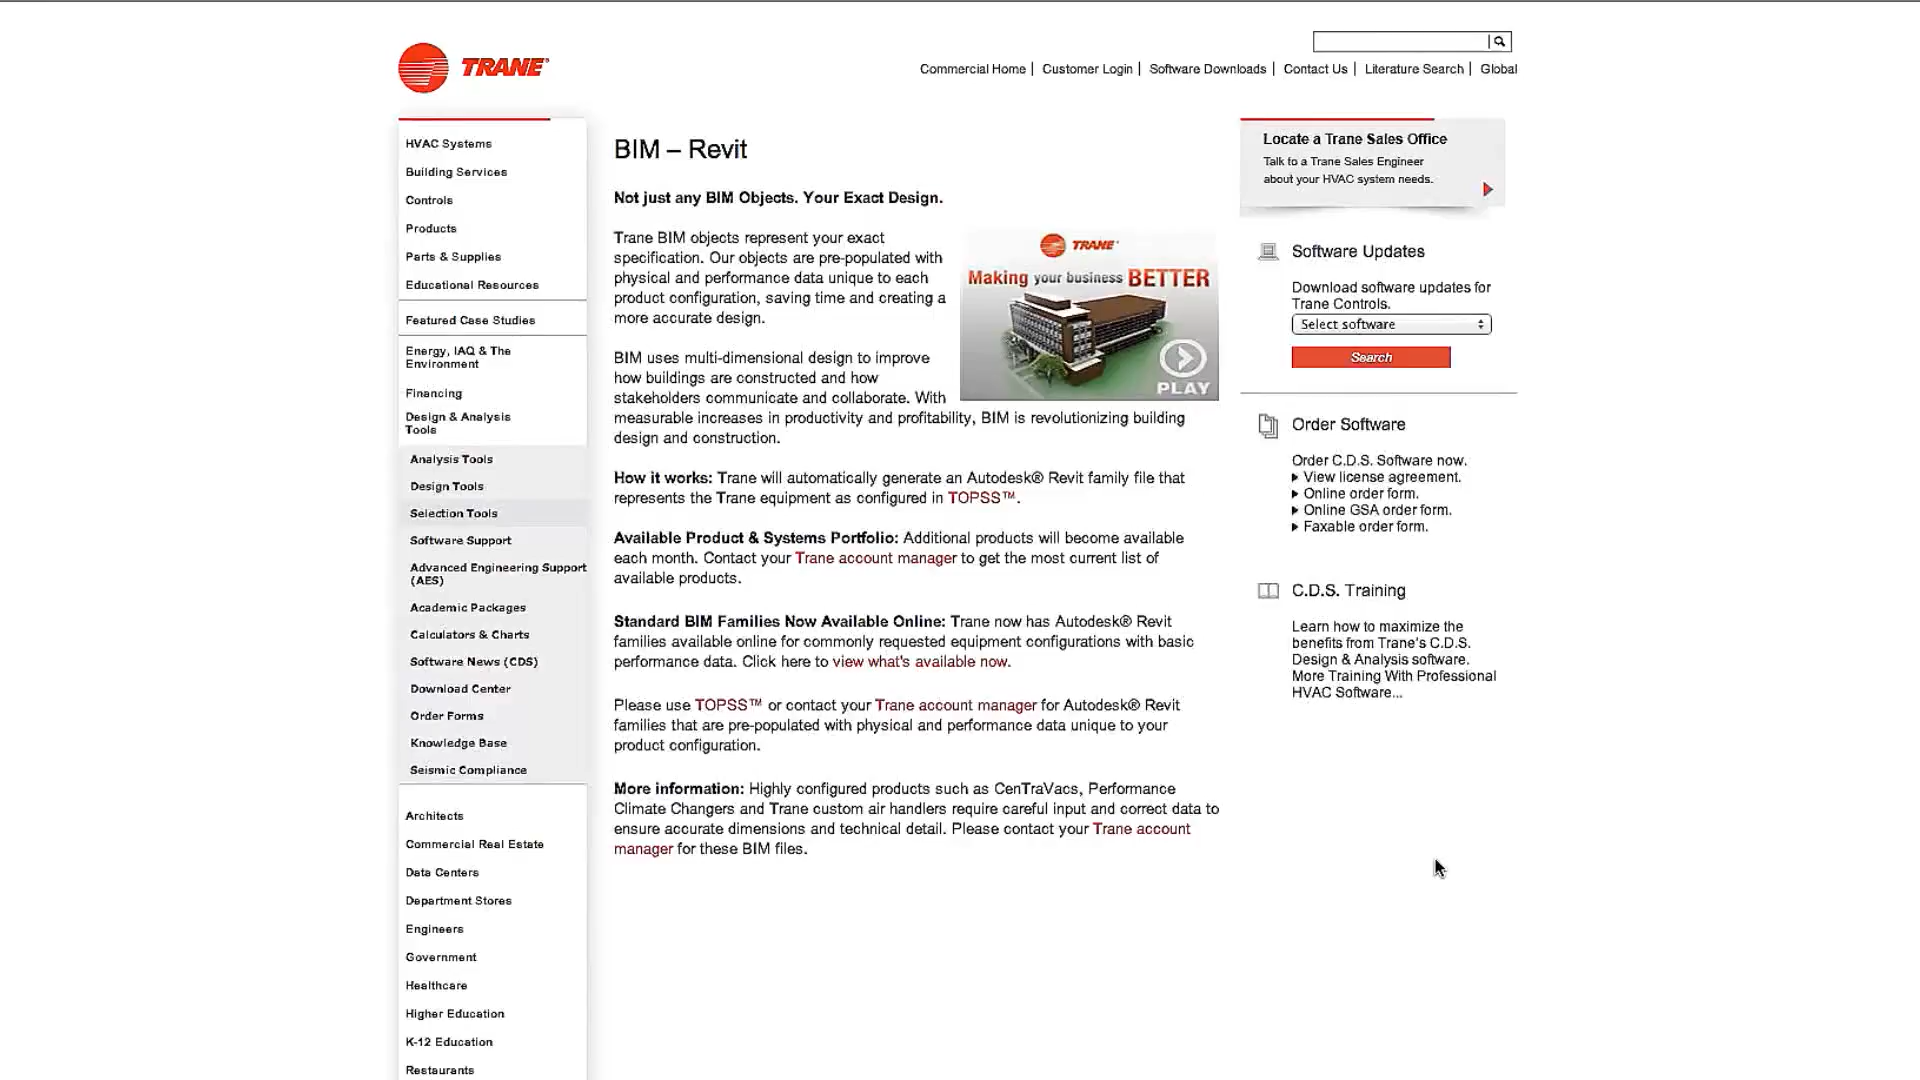 TRANE
Commercial Home | Customer Login | Software Downloads | Contact Us | Literature Search | Global
HVAC Systems
Building Services
Controls
Products
Parts & Supplies
Educational Resources
Featured Case Studies
Energy, IAQ & The
Environment
Financing
Design & Analysis
Tools
Analysis Tools
Design Tools
Selection Tools
Software Support
Advanced Engineering Support
(AES)
Academic Packages
Calculators & Charts
Software News (CDS)
Download Center
Order Forms
Knowledge Base
Seismic Compliance
Architects
Commercial Real Estate
Data Centers
Department Stores
Engineers
Government
Healthcare
Higher Education
K-12 Education
Restaurants
BIM – Revit
Not just any BIM Objects. Your Exact Design.
Trane BIM objects represent your exact
specification. Our objects are pre-populated with
physical and performance data unique to each
product configuration, saving time and creating a
more accurate design.
TRANE
Making your business BETTER
PLAY
BIM uses multi-dimensional design to improve
how buildings are constructed and how
stakeholders communicate and collaborate. With
measurable increases in productivity and profitability, BIM is revolutionizing building
design and construction.
How it works: Trane will automatically generate an Autodesk® Revit family file that
represents the Trane equipment as configured in TOPSS™.
Available Product & Systems Portfolio: Additional products will become available
each month. Contact your Trane account manager to get the most current list of
available products.
Standard BIM Families Now Available Online: Trane now has Autodesk® Revit
families available online for commonly requested equipment configurations with basic
performance data. Click here to view what's available now.
Please use TOPSS™ or contact your Trane account manager for Autodesk® Revit
families that are pre-populated with physical and performance data unique to your
product configuration.
More information: Highly configured products such as CenTraVacs, Performance
Climate Changers and Trane custom air handlers require careful input and correct data to
ensure accurate dimensions and technical detail. Please contact your Trane account
manager for these BIM files.
Locate a Trane Sales Office
Talk to a Trane Sales Engineer
about your HVAC system needs.
Software Updates
Download software updates for
Trane Controls.
Select software
Search
Order Software
Order C.D.S. Software now.
View license agreement.
Online order form.
Online GSA order form.
Faxable order form.
C.D.S. Training
Learn how to maximize the
benefits from Trane's C.D.S.
Design & Analysis software.
More Training With Professional
HVAC Software...